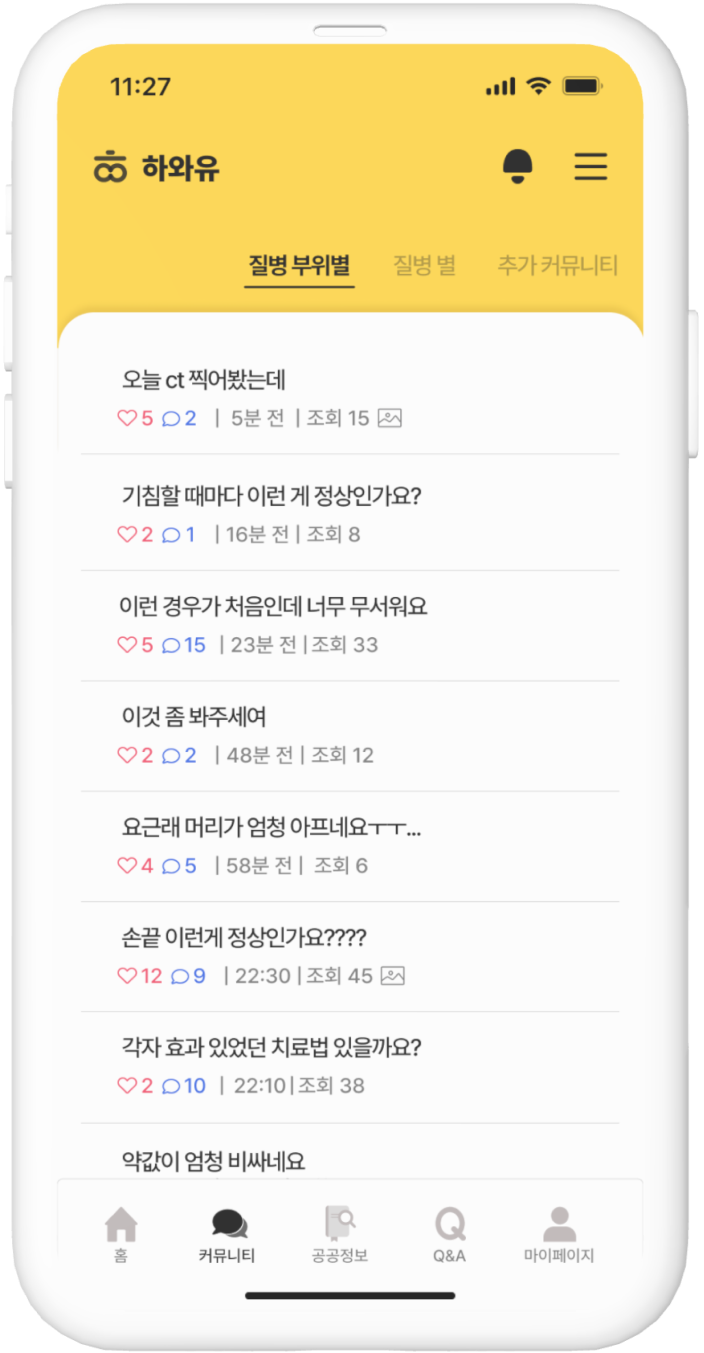 11:27
하와유
질병 부위별 질병 별 추가 커뮤니티
오늘 ct 찍어봤는데
5 2 | 5분 전 | 조회 15
기침할 때마다 이런 게 정상인가요?
2 1 | 16분 전 | 조회 8
이런 경우가 처음인데 너무 무서워요
5 15 | 23분 전 | 조회 33
이것 좀 봐주세여
2 2 | 48분 전 | 조회 12
요근래 머리가 엄청 아프네요ㅜㅜ...
4 5 | 58분 전 | 조회 6
손끝 이런게 정상인가요????
12 9 | 22:30 | 조회 45
각자 효과 있었던 치료법 있을까요?
2 10 | 22:10 | 조회 38
약값이 엄청 비싸네요
홈 커뮤니티 공공정보 Q&A 마이페이지